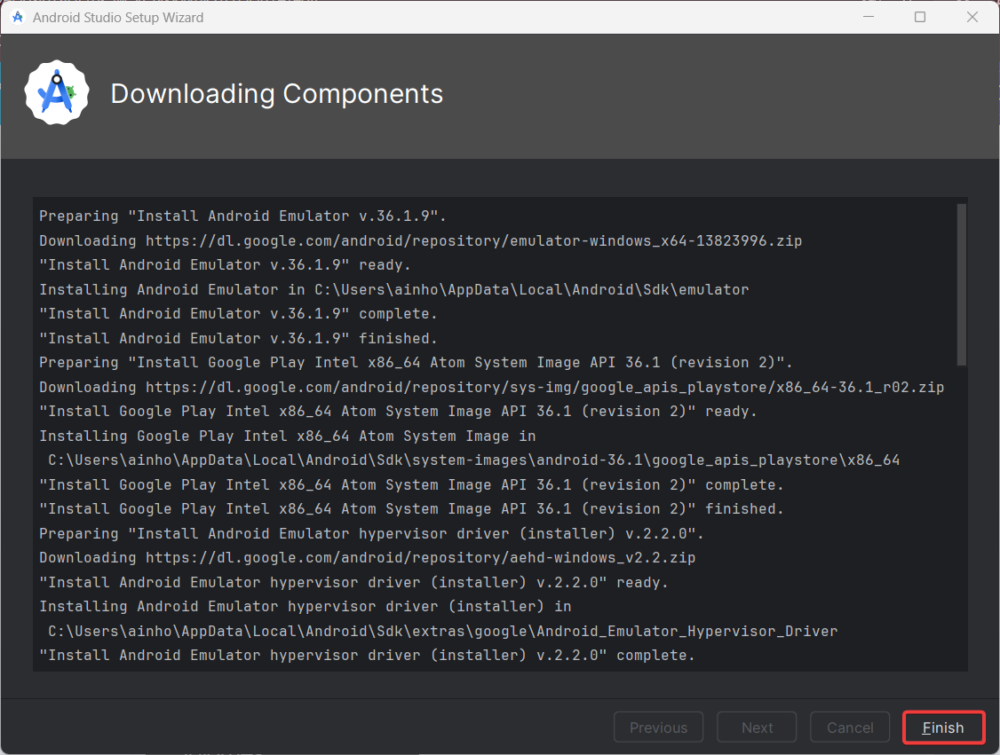 Android Studio Setup Wizard
Downloading Components
Preparing "Install Android Emulator v.36.1.9".
Downloading https://dl.google.com/android/repository/emulator-windows_x64-13823996.zip
"Install Android Emulator v.36.1.9" ready.
Installing Android Emulator in C:\Users\ainho\AppData\Local\Android\Sdk\emulator
"Install Android Emulator v.36.1.9" complete.
"Install Android Emulator v.36.1.9" finished.
Preparing "Install Google Play Intel x86_64 Atom System Image API 36.1 (revision 2)".
Downloading https://dl.google.com/android/repository/sys-img/google_apis_playstore/x86_64-36.1_r02.zip
"Install Google Play Intel x86_64 Atom System Image API 36.1 (revision 2)" ready.
Installing Google Play Intel x86_64 Atom System Image in
C:\Users\ainho\AppData\Local\Android\Sdk\system-images\android-36.1\google_apis_playstore\x86_64
"Install Google Play Intel x86_64 Atom System Image API 36.1 (revision 2)" complete.
"Install Google Play Intel x86_64 Atom System Image API 36.1 (revision 2)" finished.
Preparing "Install Android Emulator hypervisor driver (installer) v.2.2.0".
Downloading https://dl.google.com/android/repository/aehd-windows_v2.2.zip
"Install Android Emulator hypervisor driver (installer) v.2.2.0" ready.
Installing Android Emulator hypervisor driver (installer) in
C:\Users\ainho\AppData\Local\Android\Sdk\extras\google\Android_Emulator_Hypervisor_Driver
"Install Android Emulator hypervisor driver (installer) v.2.2.0" complete.
Previous Next Cancel Finish